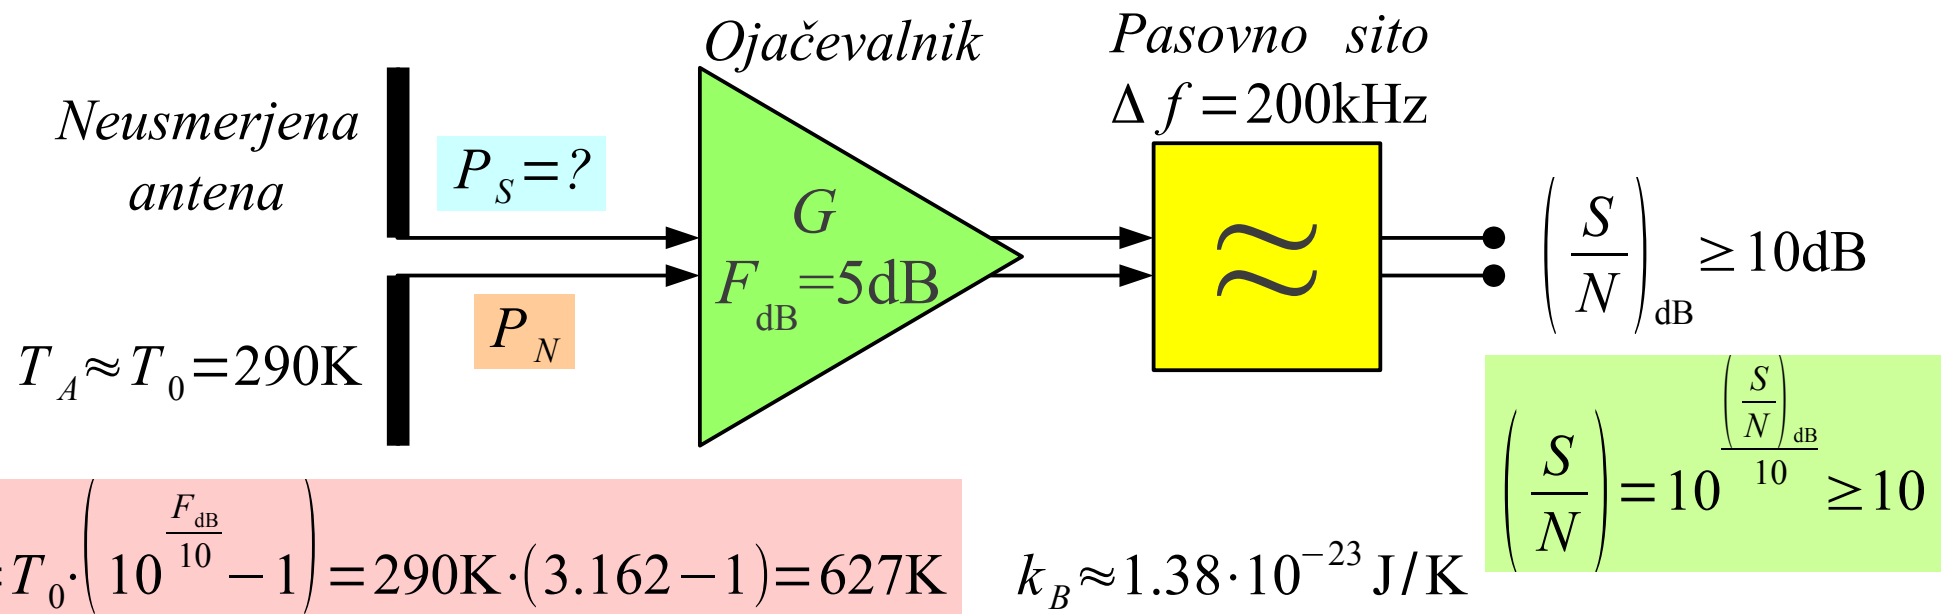 Ojačevalnik
Pasovno sito
Δf=200kHz
Neusmerjena
antena
P_S=?
G
F_dB=5dB
P_N
(S/N)_dB ≥10dB
T_A≈T_0=290K
(S/N)=10^((S/N)_dB/10) ≥10
=T_0·(10^(F_dB/10)−1)=290K·(3.162−1)=627K
k_B≈1.38·10^−23 J/K